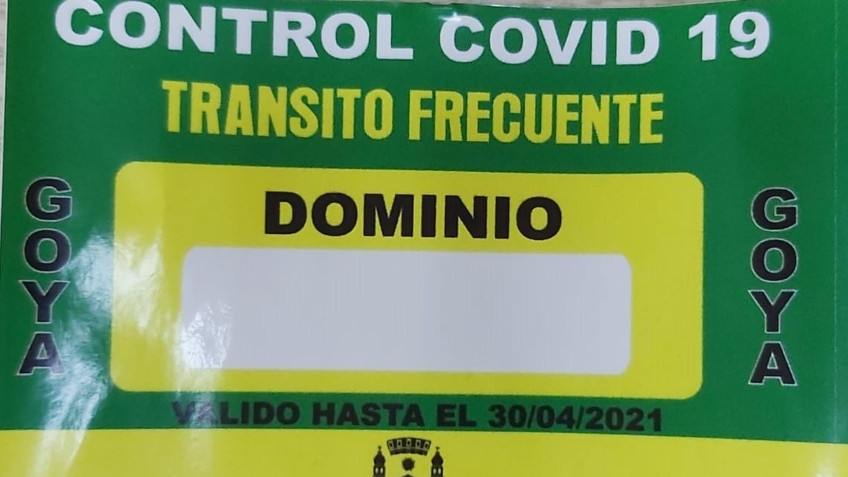 CONTROL COVID 19
TRANSITO FRECUENTE
GOYA
DOMINIO
GOYA
VALIDO HASTA EL 30/04/2021